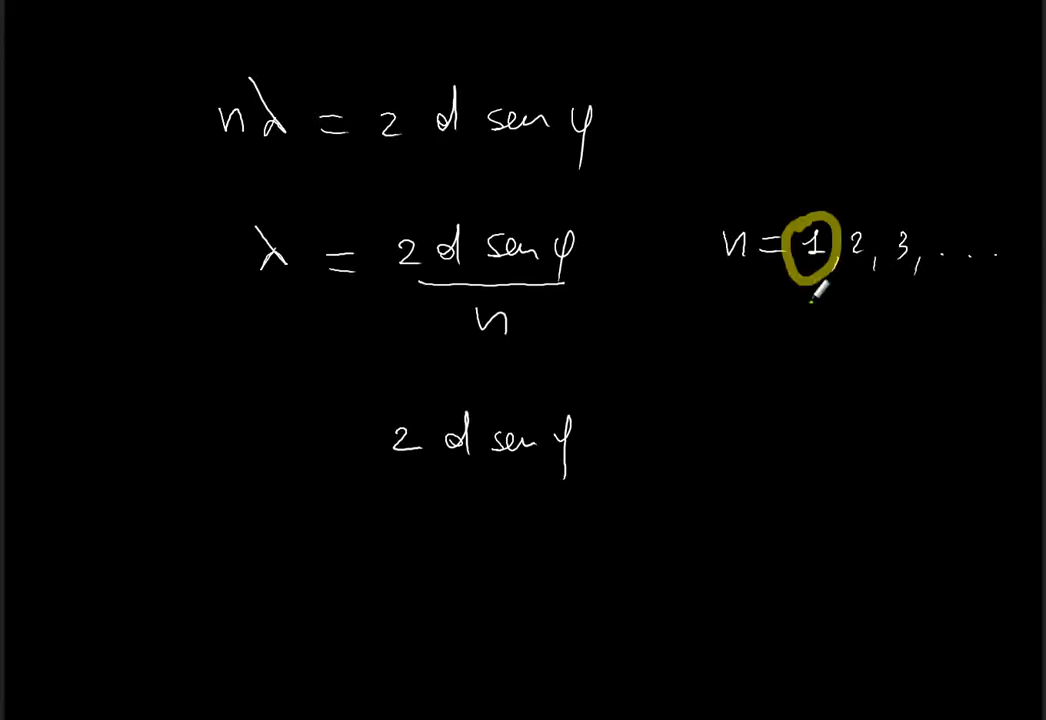 nλ = 2 d sen φ
λ = 2 d sen φ / n
n = 1, 2, 3, ...
2 d sen φ